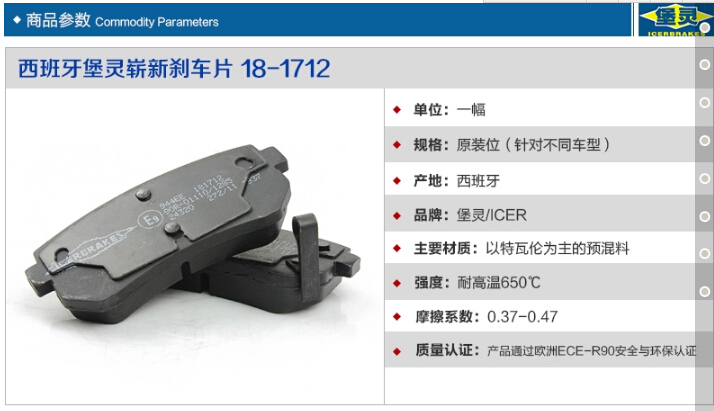 商品参数 Commodity Parameters
堡灵
ICERBRAKES
西班牙堡灵崭新刹车片 18-1712
单位：一幅
规格：原装位（针对不同车型）
产地：西班牙
品牌：堡灵/ICER
主要材质：以特瓦伦为主的预混料
强度：耐高温650℃
摩擦系数：0.37-0.47
质量认证：产品通过欧洲ECE-R90安全与环保认证
ICERBRAKES
E9
181712
24320